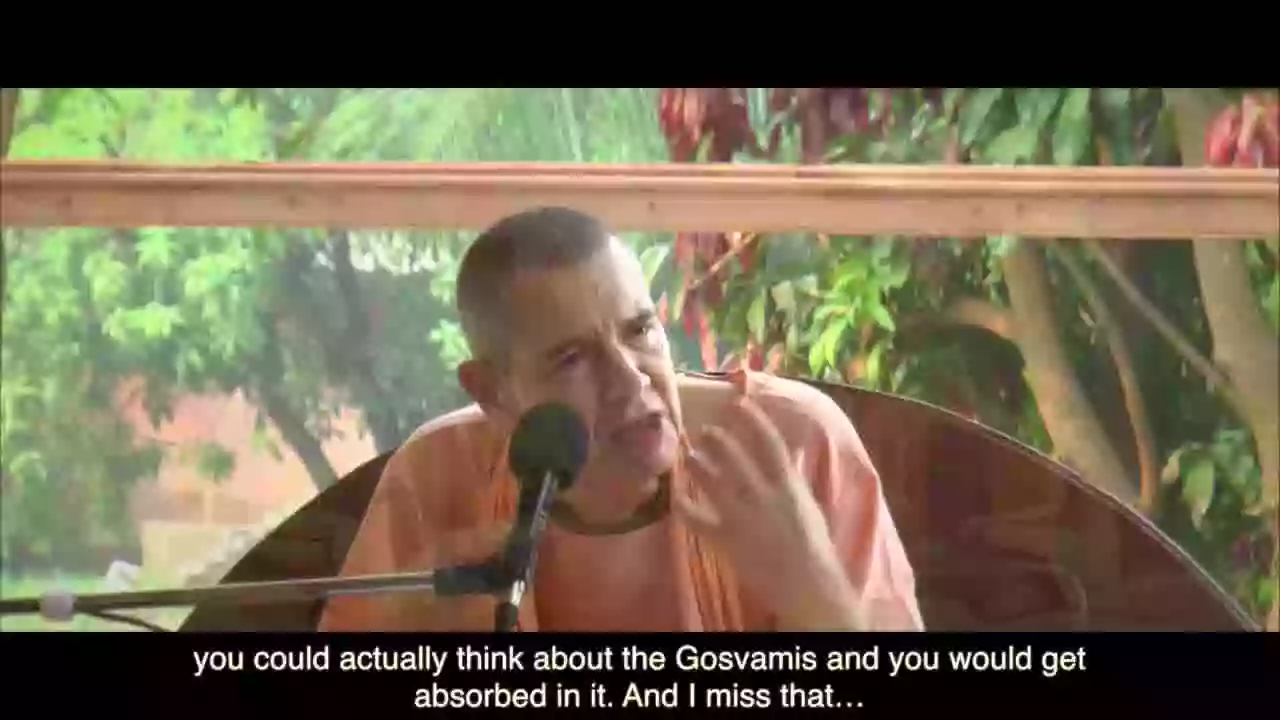 you could actually think about the Gosvamis and you would get
absorbed in it. And I miss that…